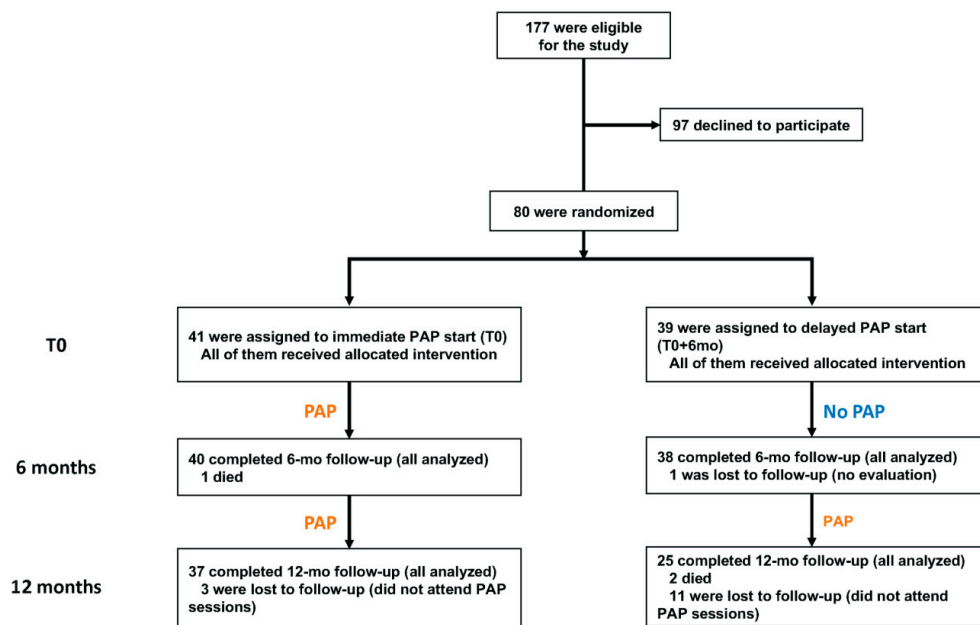 177 were eligible
for the study
97 declined to participate
80 were randomized
T0
41 were assigned to immediate PAP start (T0)
All of them received allocated intervention
39 were assigned to delayed PAP start
(T0+6mo)
All of them received allocated intervention
PAP
No PAP
6 months
40 completed 6-mo follow-up (all analyzed)
1 died
38 completed 6-mo follow-up (all analyzed)
1 was lost to follow-up (no evaluation)
PAP
PAP
12 months
37 completed 12-mo follow-up (all analyzed)
3 were lost to follow-up (did not attend PAP
sessions)
25 completed 12-mo follow-up (all analyzed)
2 died
11 were lost to follow-up (did not attend
PAP sessions)